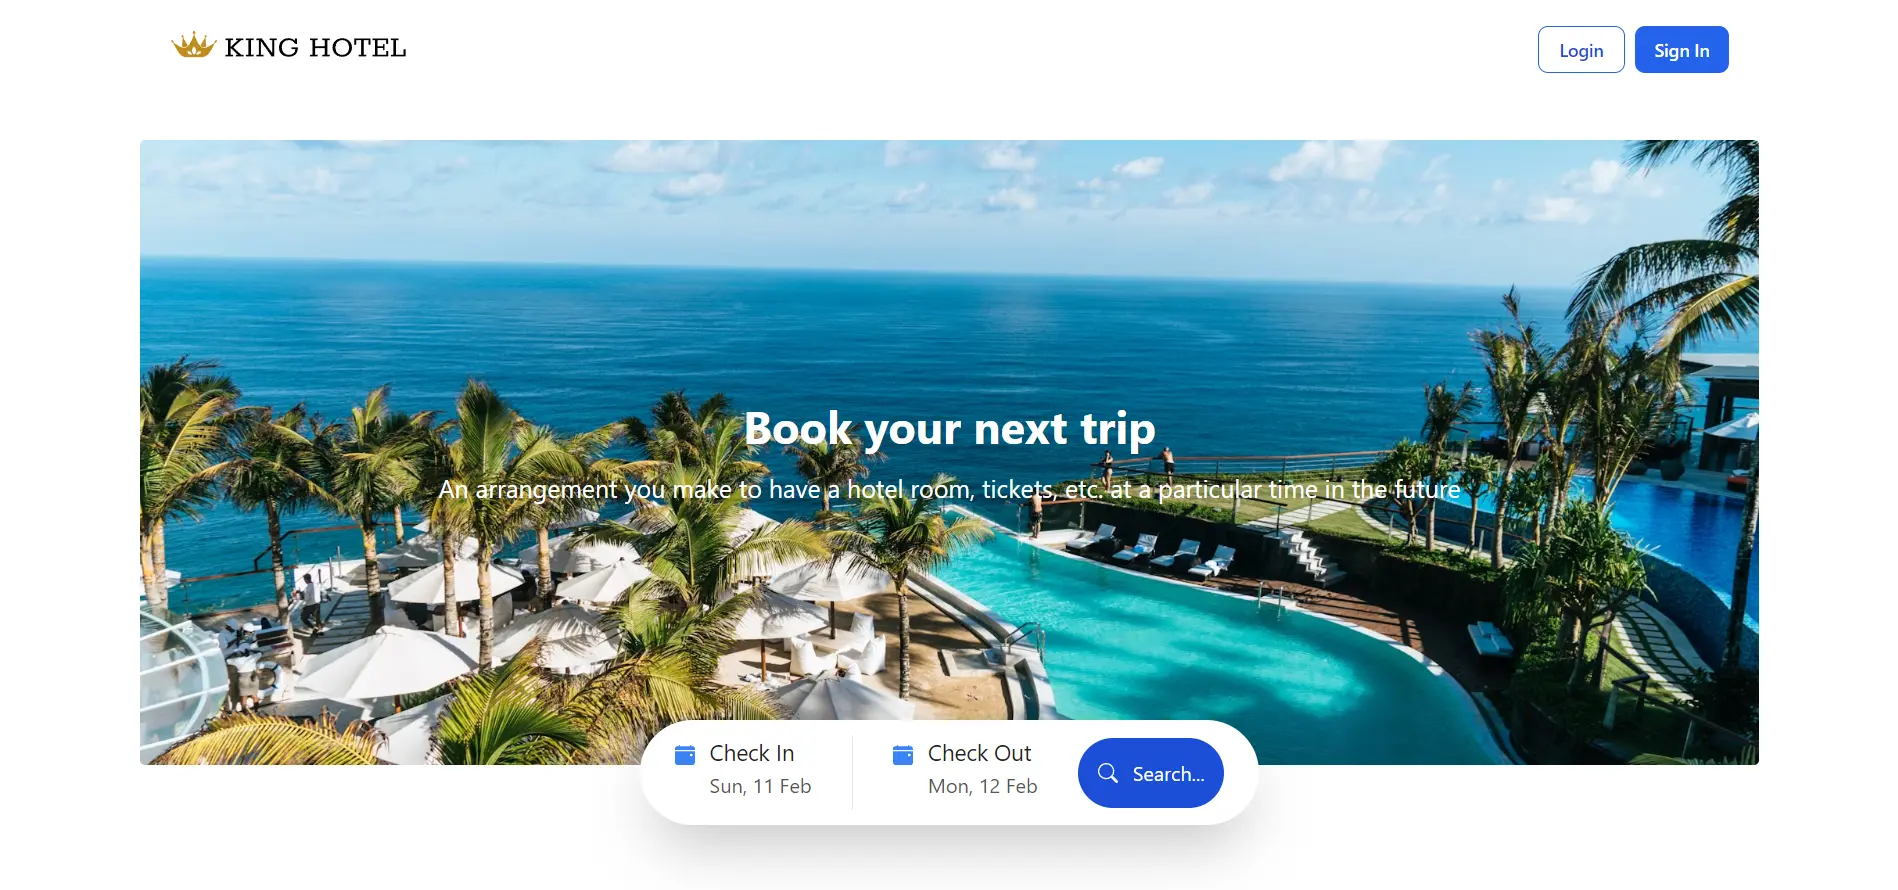 KING HOTEL
Login
Sign In
Book your next trip
An arrangement you make to have a hotel room, tickets, etc. at a particular time in the future
Check In
Sun, 11 Feb
Check Out
Mon, 12 Feb
Search...